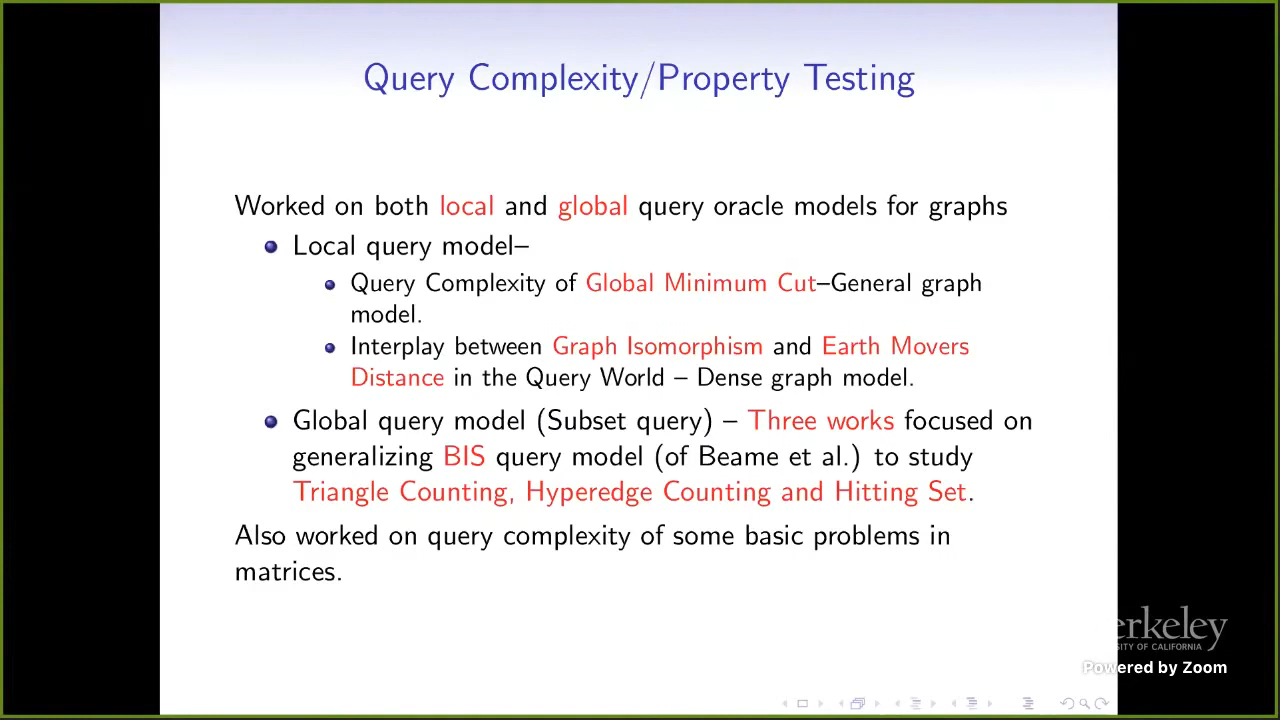 Query Complexity/Property Testing
Worked on both local and global query oracle models for graphs
Local query model–
Query Complexity of Global Minimum Cut–General graph
model.
Interplay between Graph Isomorphism and Earth Movers
Distance in the Query World – Dense graph model.
Global query model (Subset query) – Three works focused on
generalizing BIS query model (of Beame et al.) to study
Triangle Counting, Hyperedge Counting and Hitting Set.
Also worked on query complexity of some basic problems in
matrices.
erkeley
SITY OF CALIFORNIA
Powered by Zoom